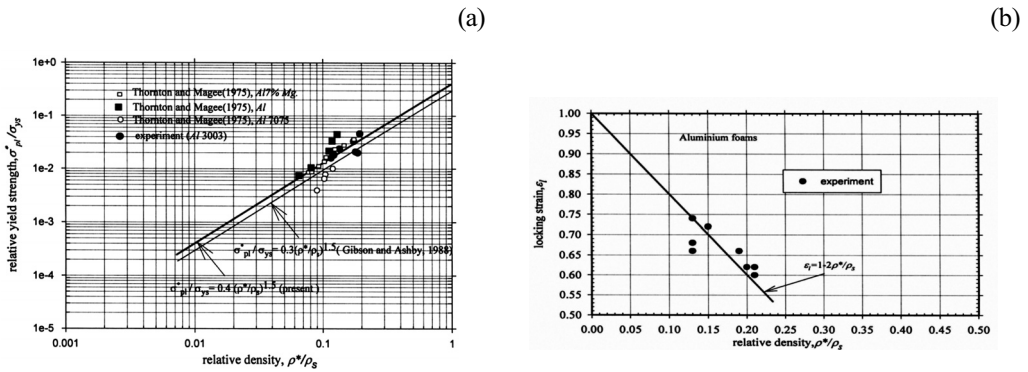 (a)
(b)
1e+0
1e-1
1e-2
1e-3
1e-4
1e-5
0.001
0.01
0.1
1
relative yield strength, σ*pl/σys
relative density, ρ*/ρs
Thornton and Magee(1975), Al7% Mg.
Thornton and Magee(1975), Al
Thornton and Magee(1975), Al 7075
experiment (Al 3003)
σ*pl / σys = 0.3(ρ*/ρs)1.5 ( Gibson and Ashby, 1988)
σ*pl / σys = 0.4 (ρ*/ρs)1.5 (present )
1.00
0.95
0.90
0.85
0.80
0.75
0.70
0.65
0.60
0.55
0.50
0.00 0.05 0.10 0.15 0.20 0.25 0.30 0.35 0.40 0.45 0.50
locking strain, εl
relative density, ρ*/ρs
Aluminium foams
experiment
εl=1-2ρ*/ρs